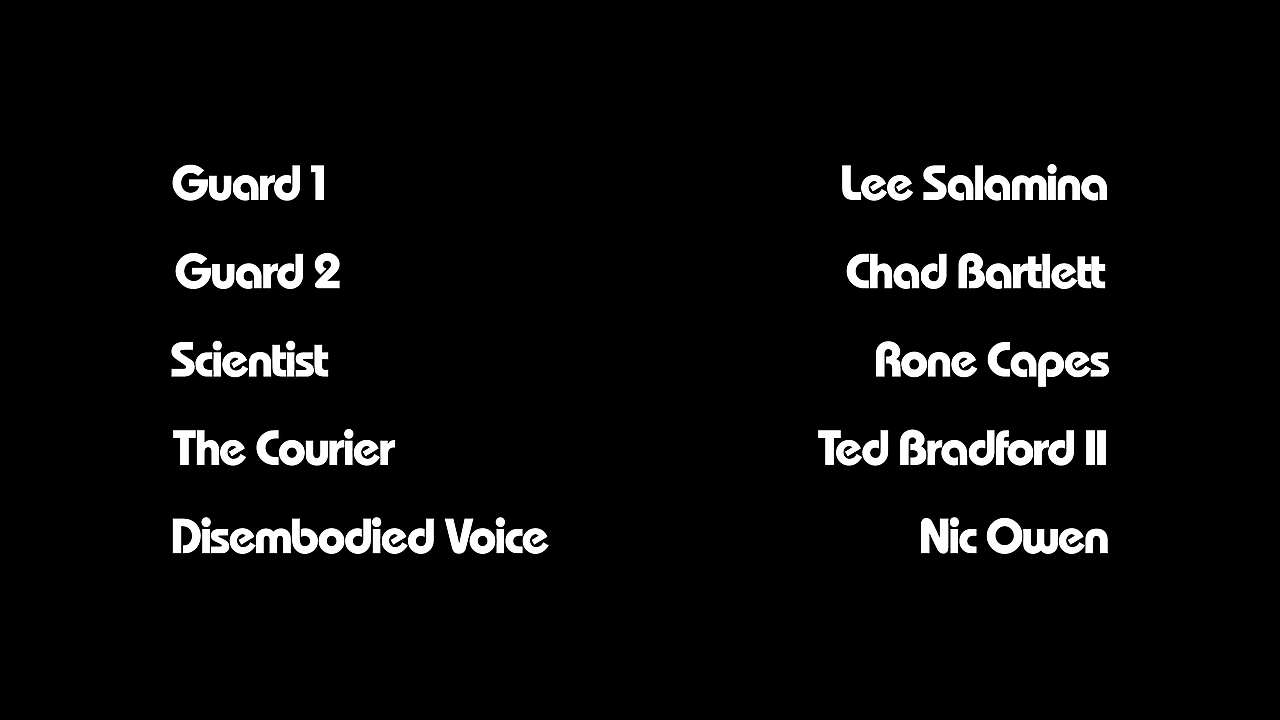 Guard 1 Lee Salamina
Guard 2 Chad Bartlett
Scientist Rone Capes
The Courier Ted Bradford II
Disembodied Voice Nic Owen